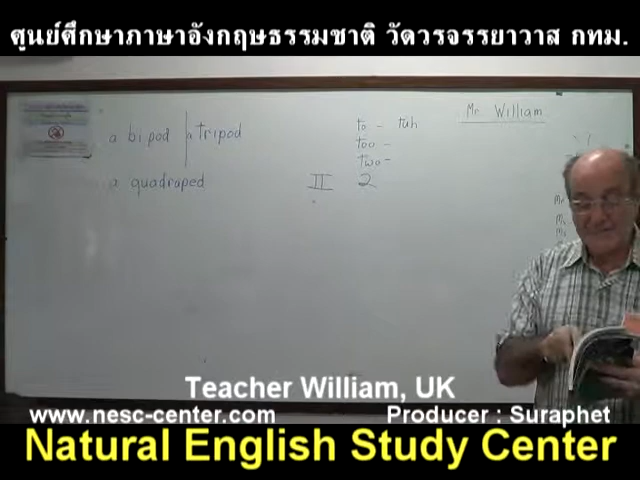 ศูนย์ศึกษาภาษาอังกฤษธรรมชาติ วัดวรจรรยาวาส กทม.
Mr William
a bipod a tripod
to - tuh
too -
two -
a quadraped
II 2
Teacher William, UK
www.nesc-center.com
Producer : Suraphet
Natural English Study Center